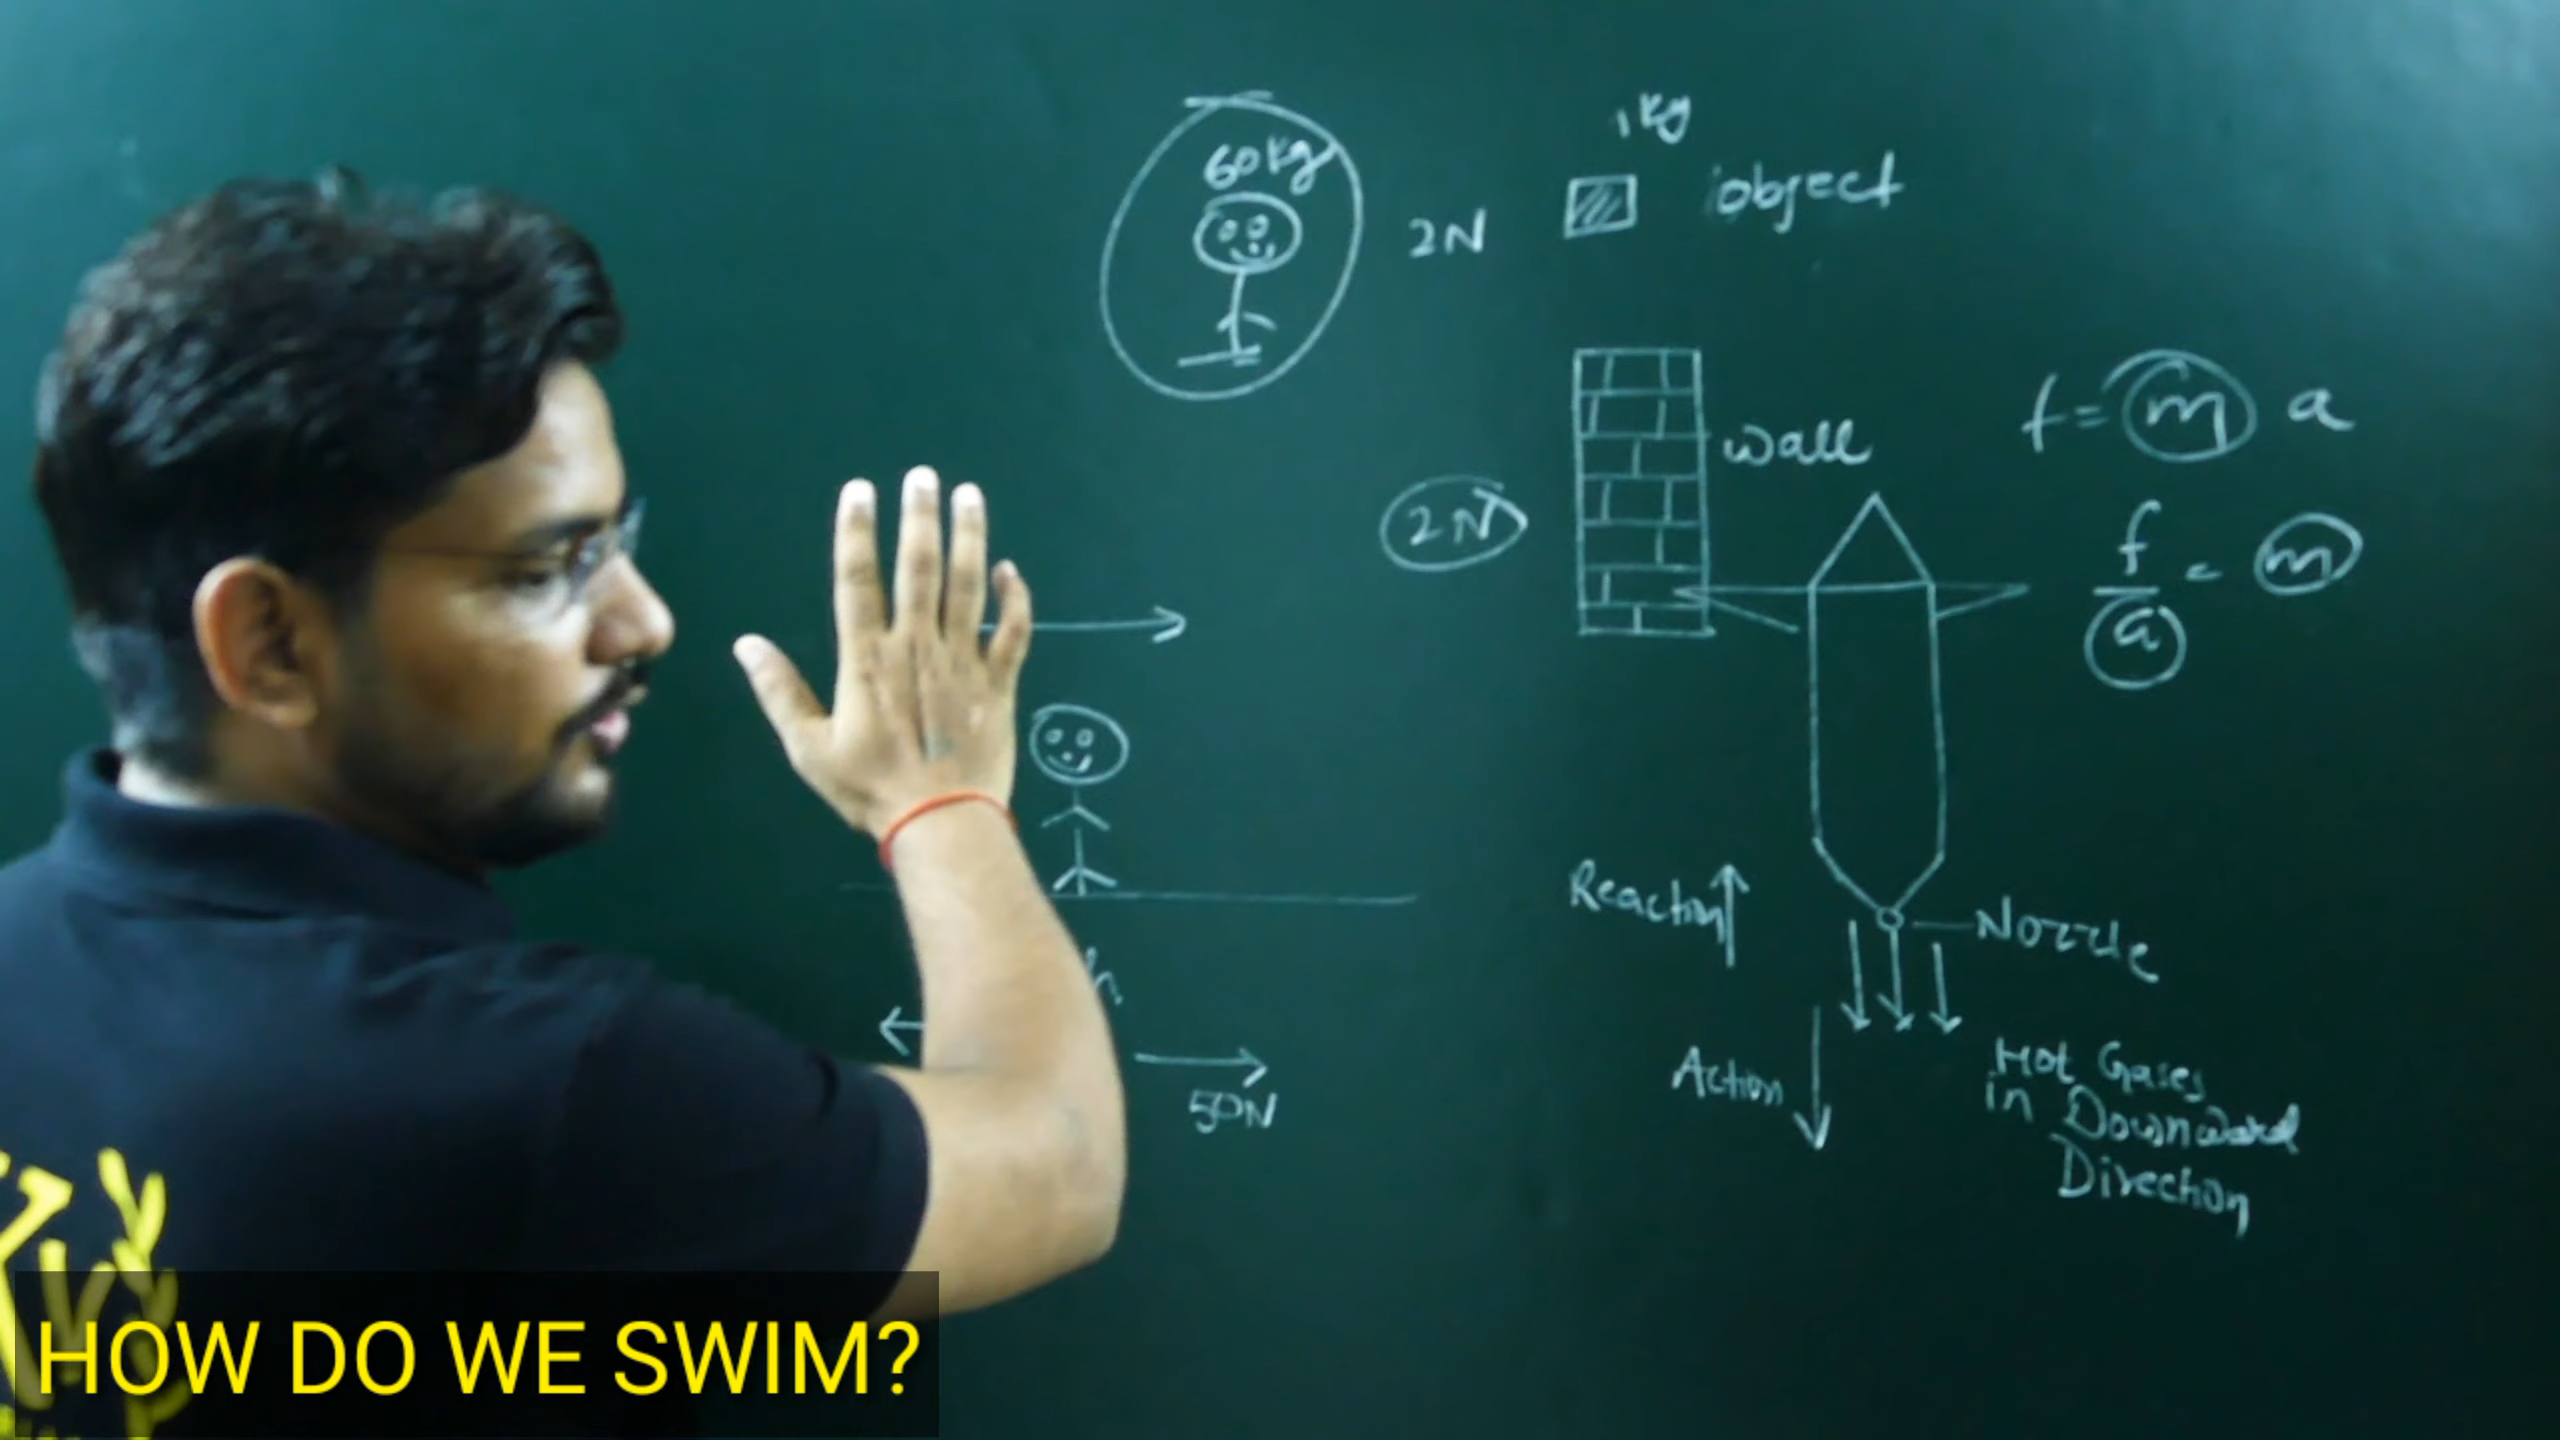 60kg
1kg
2N
object
wall
2N
f = m a
f/a = m
Reaction
Nozzle
50N
Action
Hot Gases
in Downward
Direction
HOW DO WE SWIM?